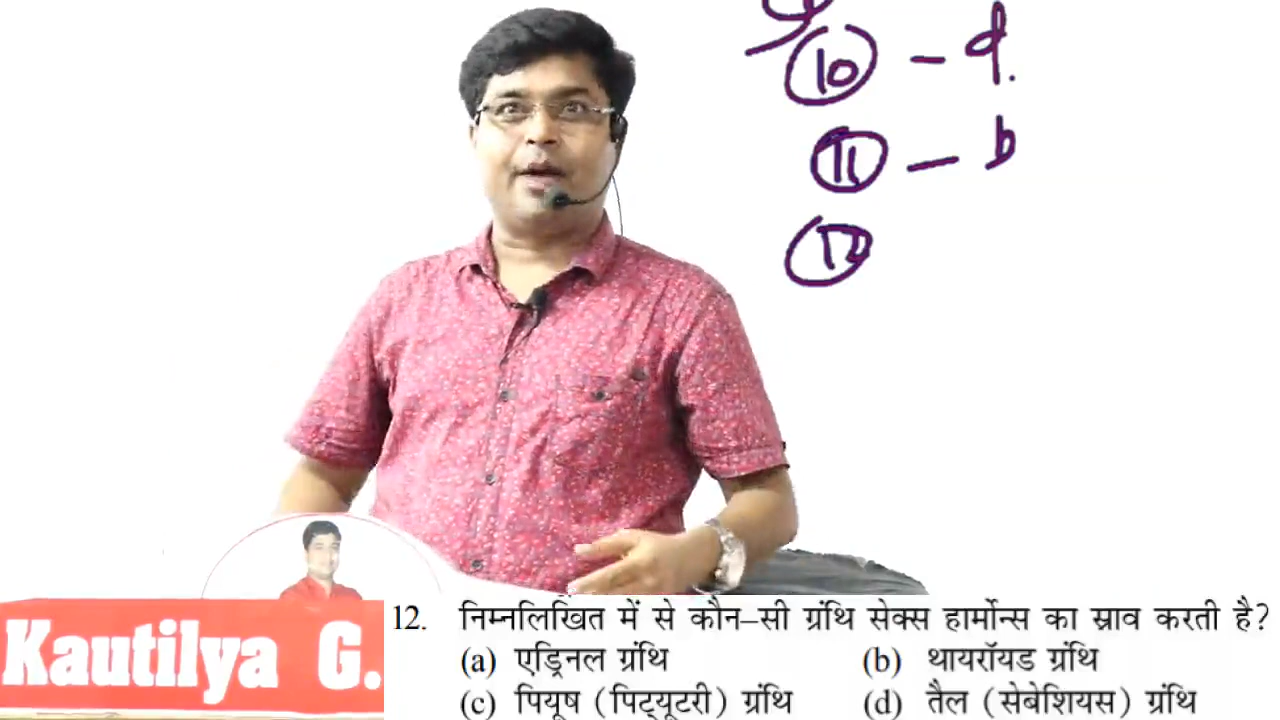 10 - d.
11 - b
12
Kautilya G.
12. निम्नलिखित में से कौन–सी ग्रंथि सेक्स हार्मोन्स का स्राव करती है?
(a) एड्रिनल ग्रंथि (b) थायरॉयड ग्रंथि
(c) पियूष (पिट्यूटरी) ग्रंथि (d) तैल (सेबेशियस) ग्रंथि